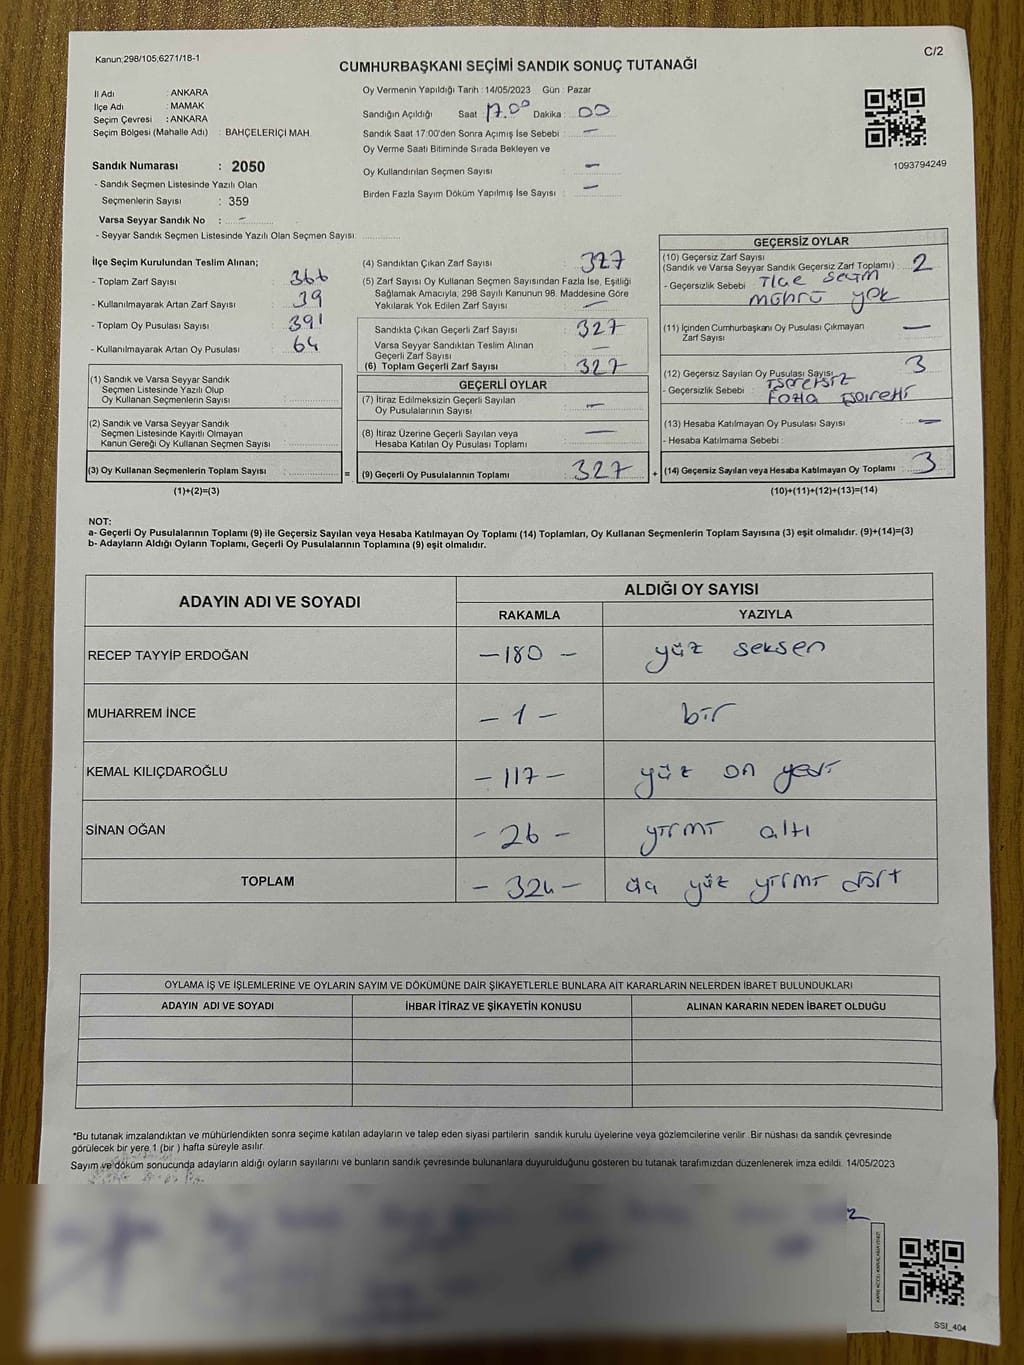 Kanun;298/105,6271/18-1
C/2
CUMHURBAŞKANI SEÇİMİ SANDIK SONUÇ TUTANAĞI
İl Adı : ANKARA
İlçe Adı : MAMAK
Seçim Çevresi : ANKARA
Seçim Bölgesi (Mahalle Adı) : BAHÇELERİÇİ MAH.
Sandık Numarası : 2050
- Sandık Seçmen Listesinde Yazılı Olan
Seçmenlerin Sayısı : 359
Varsa Seyyar Sandık No : -
- Seyyar Sandık Seçmen Listesinde Yazılı Olan Seçmen Sayısı:
Oy Vermenin Yapıldığı Tarih : 14/05/2023 Gün : Pazar
Sandığın Açıldığı Saat 17.00 Dakika : 00
Sandık Saat 17:00'den Sonra Açımış İse Sebebi : —
Oy Verme Saati Bitiminde Sırada Bekleyen ve
Oy Kullandırılan Seçmen Sayısı : —
Birden Fazla Sayım Döküm Yapılmış İse Sayısı : —
1093794249
İlçe Seçim Kurulundan Teslim Alınan;
- Toplam Zarf Sayısı : 366
- Kullanılmayarak Artan Zarf Sayısı : 39
- Toplam Oy Pusulası Sayısı : 391
- Kullanılmayarak Artan Oy Pusulası : 64
(1) Sandık ve Varsa Seyyar Sandık
Seçmen Listesinde Yazılı Olup
Oy Kullanan Seçmenlerin Sayısı :
(2) Sandık ve Varsa Seyyar Sandık
Seçmen Listesinde Kayıtlı Olmayan
Kanun Gereği Oy Kullanan Seçmen Sayısı :
(3) Oy Kullanan Seçmenlerin Toplam Sayısı :
(1)+(2)=(3)
(4) Sandıktan Çıkan Zarf Sayısı : 327
(5) Zarf Sayısı Oy Kullanan Seçmen Sayısından Fazla İse, Eşitliği
Sağlamak Amacıyla; 298 Sayılı Kanunun 98. Maddesine Göre
Yakılarak Yok Edilen Zarf Sayısı : —
Sandıkta Çıkan Geçerli Zarf Sayısı : 327
Varsa Seyyar Sandıktan Teslim Alınan
Geçerli Zarf Sayısı : —
(6) Toplam Geçerli Zarf Sayısı : 327
GEÇERLİ OYLAR
(7) İtiraz Edilmeksizin Geçerli Sayılan
Oy Pusulalarının Sayısı : —
(8) İtiraz Üzerine Geçerli Sayılan veya
Hesaba Katılan Oy Pusulası Toplamı : —
= (9) Geçerli Oy Pusulalarının Toplamı : 327 +
GEÇERSİZ OYLAR
(10) Geçersiz Zarf Sayısı
(Sandık ve Varsa Seyyar Sandık Geçersiz Zarf Toplamı) : 2
- Geçersizlik Sebebi : İlçe seçim
mührü yok
(11) İçinden Cumhurbaşkanı Oy Pusulası Çıkmayan
Zarf Sayısı : —
(12) Geçersiz Sayılan Oy Pusulası Sayısı : 3
- Geçersizlik Sebebi : işaretsiz
Fazla işaretli
(13) Hesaba Katılmayan Oy Pusulası Sayısı : —
- Hesaba Katılmama Sebebi :
(14) Geçersiz Sayılan veya Hesaba Katılmayan Oy Toplamı : 3
(10)+(11)+(12)+(13)=(14)
NOT:
a- Geçerli Oy Pusulalarının Toplamı (9) ile Geçersiz Sayılan veya Hesaba Katılmayan Oy Toplamı (14) Toplamları, Oy Kullanan Seçmenlerin Toplam Sayısına (3) eşit olmalıdır. (9)+(14)=(3)
b- Adayların Aldığı Oyların Toplamı, Geçerli Oy Pusulalarının Toplamına (9) eşit olmalıdır.
ADAYIN ADI VE SOYADI
ALDIĞI OY SAYISI
RAKAMLA YAZIYLA
RECEP TAYYİP ERDOĞAN —180— yüz seksen
MUHARREM İNCE —1— bir
KEMAL KILIÇDAROĞLU —117— yüz on yedi
SİNAN OĞAN -26- yirmi altı
TOPLAM -324- üç yüz yirmi dört
OYLAMA İŞ VE İŞLEMLERİNE VE OYLARIN SAYIM VE DÖKÜMÜNE DAİR ŞİKAYETLERLE BUNLARA AİT KARARLARIN NELERDEN İBARET BULUNDUKLARI
ADAYIN ADI VE SOYADI İHBAR İTİRAZ VE ŞİKAYETİN KONUSU ALINAN KARARIN NEDEN İBARET OLDUĞU
*Bu tutanak imzalandıktan ve mühürlendikten sonra seçime katılan adayların ve talep eden siyasi partilerin sandık kurulu üyelerine veya gözlemcilerine verilir. Bir nüshası da sandık çevresinde
görülecek bir yere 1 (bir ) hafta süreyle asılır.
Sayım ve döküm sonucunda adayların aldığı oyların sayılarını ve bunların sandık çevresinde bulunanlara duyurulduğunu gösteren bu tutanak tarafımızdan düzenlenerek imza edildi. 14/05/2023
SSI_404